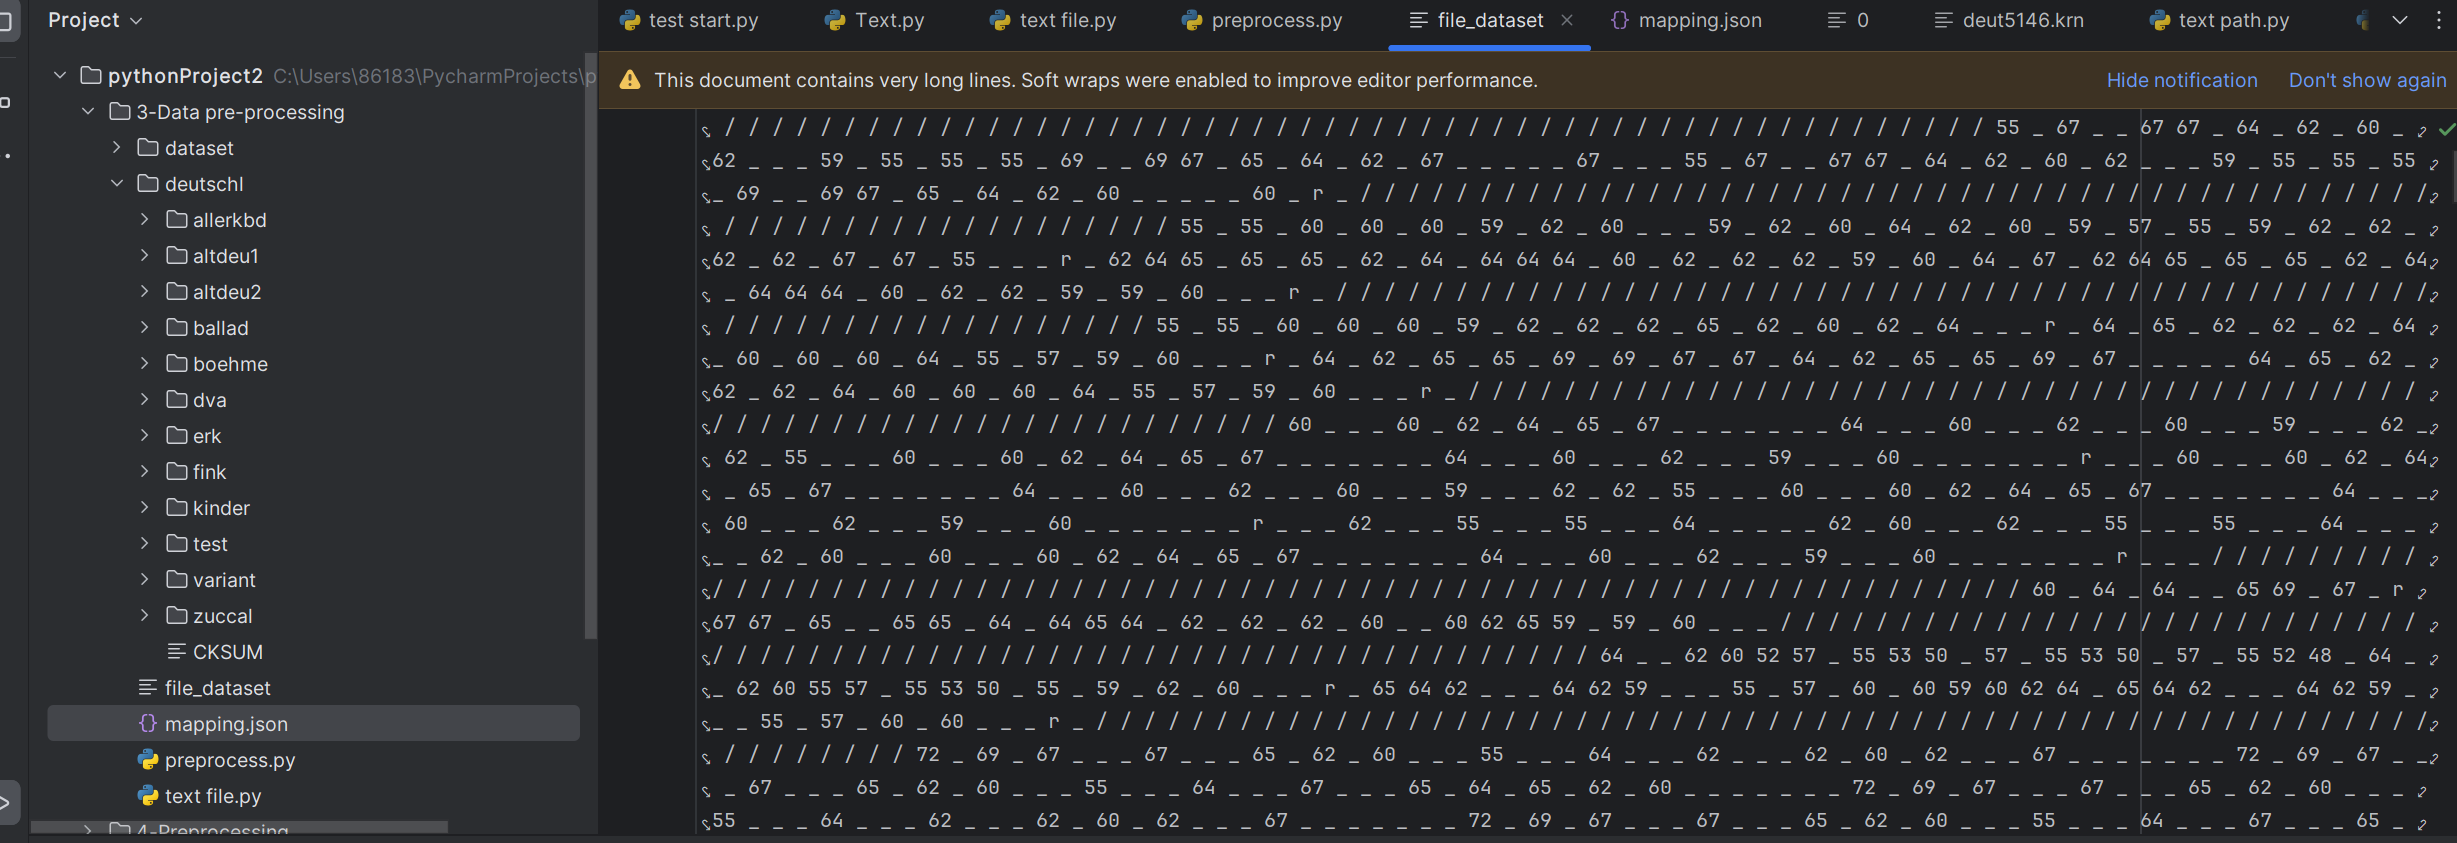 Project
test start.py Text.py text file.py preprocess.py file_dataset mapping.json 0 deut5146.krn text path.py
This document contains very long lines. Soft wraps were enabled to improve editor performance. Hide notification Don't show again
pythonProject2 C:\Users\86183\PycharmProjects\p
3-Data pre-processing
dataset
deutschl
allerkbd
altdeu1
altdeu2
ballad
boehme
dva
erk
fink
kinder
test
variant
zuccal
CKSUM
file_dataset
mapping.json
preprocess.py
text file.py
4-Preprocessing
/ / / / / / / / / / / / / / / / / / / / / / / / / / / / / / / / / / / / / / / / / / / / / / / / / / / / / 55 _ 67 _ _ 67 67 _ 64 _ 62 _ 60 _
62 _ _ _ 59 _ 55 _ 55 _ 55 _ 69 _ _ 69 67 _ 65 _ 64 _ 62 _ 67 _ _ _ _ _ 67 _ _ _ 55 _ 67 _ _ 67 67 _ 64 _ 62 _ 60 _ 62 _ _ _ 59 _ 55 _ 55 _ 55
_ 69 _ _ 69 67 _ 65 _ 64 _ 62 _ 60 _ _ _ _ _ 60 _ r _ / / / / / / / / / / / / / / / / / / / / / / / / / / / / / / / / / / / / / / / / / / / / /
/ / / / / / / / / / / / / / / / / / / 55 _ 55 _ 60 _ 60 _ 60 _ 59 _ 62 _ 60 _ _ _ 59 _ 62 _ 60 _ 64 _ 62 _ 60 _ 59 _ 57 _ 55 _ 59 _ 62 _ 62 _
62 _ 62 _ 67 _ 67 _ 55 _ _ _ r _ 62 64 65 _ 65 _ 65 _ 62 _ 64 _ 64 64 64 _ 60 _ 62 _ 62 _ 62 _ 59 _ 60 _ 64 _ 67 _ 62 64 65 _ 65 _ 65 _ 62 _ 64
_ 64 64 64 _ 60 _ 62 _ 62 _ 59 _ 59 _ 60 _ _ _ r _ / / / / / / / / / / / / / / / / / / / / / / / / / / / / / / / / / / / / / / / / / / / / / /
/ / / / / / / / / / / / / / / / / / 55 _ 55 _ 60 _ 60 _ 60 _ 59 _ 62 _ 62 _ 62 _ 65 _ 62 _ 60 _ 62 _ 64 _ _ _ r _ 64 _ 65 _ 62 _ 62 _ 62 _ 64
_ 60 _ 60 _ 60 _ 64 _ 55 _ 57 _ 59 _ 60 _ _ _ r _ 64 _ 62 _ 65 _ 65 _ 69 _ 69 _ 67 _ 67 _ 64 _ 62 _ 65 _ 65 _ 69 _ 67 _ _ _ _ _ 64 _ 65 _ 62 _
62 _ 62 _ 64 _ 60 _ 60 _ 60 _ 64 _ 55 _ 57 _ 59 _ 60 _ _ _ r _ / / / / / / / / / / / / / / / / / / / / / / / / / / / / / / / / / / / / / / / /
/ / / / / / / / / / / / / / / / / / / / / / / / 60 _ _ _ 60 _ 62 _ 64 _ 65 _ 67 _ _ _ _ _ _ _ 64 _ _ _ 60 _ _ _ 62 _ _ _ 60 _ _ _ 59 _ _ _ 62 _
62 _ 55 _ _ _ 60 _ _ _ 60 _ 62 _ 64 _ 65 _ 67 _ _ _ _ _ _ _ 64 _ _ _ 60 _ _ _ 62 _ _ _ 59 _ _ _ 60 _ _ _ _ _ _ _ r _ _ _ 60 _ _ _ 60 _ 62 _ 64
_ 65 _ 67 _ _ _ _ _ _ _ 64 _ _ _ 60 _ _ _ 62 _ _ _ 60 _ _ _ 59 _ _ _ 62 _ 62 _ 55 _ _ _ 60 _ _ _ 60 _ 62 _ 64 _ 65 _ 67 _ _ _ _ _ _ _ 64 _ _ _
60 _ _ _ 62 _ _ _ 59 _ _ _ 60 _ _ _ _ _ _ _ r _ _ _ 62 _ _ _ 55 _ _ _ 55 _ _ _ 64 _ _ _ _ _ 62 _ 60 _ _ _ 62 _ _ _ 55 _ _ _ 55 _ _ _ 64 _ _ _
_ _ 62 _ 60 _ _ _ 60 _ _ _ 60 _ 62 _ 64 _ 65 _ 67 _ _ _ _ _ _ _ 64 _ _ _ 60 _ _ _ 62 _ _ _ 59 _ _ _ 60 _ _ _ _ _ _ _ r _ _ _ / / / / / / / / /
/ / / / / / / / / / / / / / / / / / / / / / / / / / / / / / / / / / / / / / / / / / / / / / / / / / / / / / / 60 _ 64 _ 64 _ _ 65 69 _ 67 _ r
67 67 _ 65 _ _ 65 65 _ 64 _ 64 65 64 _ 62 _ 62 _ 62 _ 60 _ _ 60 62 65 59 _ 59 _ 60 _ _ _ / / / / / / / / / / / / / / / / / / / / / / / / / / /
/ / / / / / / / / / / / / / / / / / / / / / / / / / / / / / / / / / / / / 64 _ _ 62 60 52 57 _ 55 53 50 _ 57 _ 55 53 50 _ 57 _ 55 52 48 _ 64 _
_ 62 60 55 57 _ 55 53 50 _ 55 _ 59 _ 62 _ 60 _ _ _ r _ 65 64 62 _ _ _ 64 62 59 _ _ _ 55 _ 57 _ 60 _ 60 59 60 62 64 _ 65 64 62 _ _ _ 64 62 59 _
_ _ 55 _ 57 _ 60 _ 60 _ _ _ r _ / / / / / / / / / / / / / / / / / / / / / / / / / / / / / / / / / / / / / / / / / / / / / / / / / / / / / / / /
/ / / / / / / / 72 _ 69 _ 67 _ _ _ 67 _ _ _ 65 _ 62 _ 60 _ _ _ 55 _ _ _ 64 _ _ _ 62 _ _ _ 62 _ 60 _ 62 _ _ _ 67 _ _ _ _ _ _ _ 72 _ 69 _ 67 _ _
_ 67 _ _ _ 65 _ 62 _ 60 _ _ _ 55 _ _ _ 64 _ _ _ 67 _ _ _ 65 _ 64 _ 65 _ 62 _ 60 _ _ _ _ _ _ _ 72 _ 69 _ 67 _ _ _ 67 _ _ _ 65 _ 62 _ 60 _ _ _
55 _ _ _ 64 _ _ _ 62 _ _ _ 62 _ 60 _ 62 _ _ _ 67 _ _ _ _ _ _ _ 72 _ 69 _ 67 _ _ _ 67 _ _ _ 65 _ 62 _ 60 _ _ _ 55 _ _ _ 64 _ _ _ 67 _ _ _ 65 _